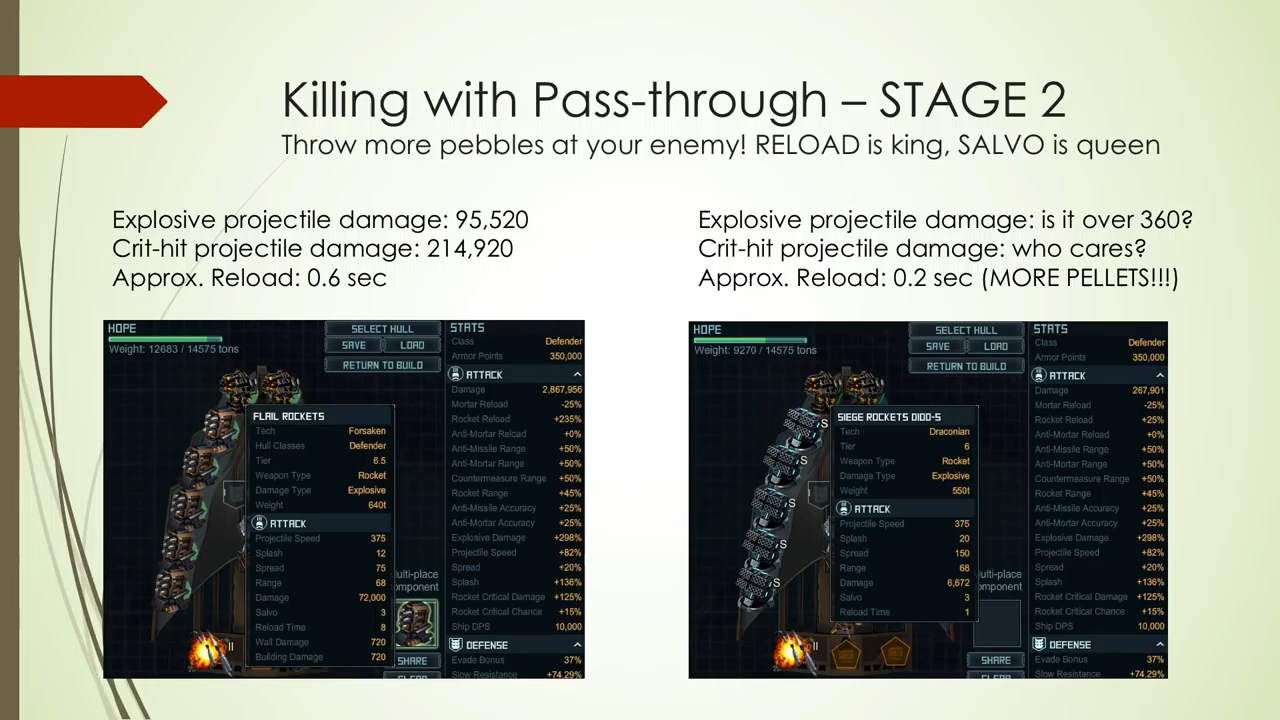 Killing with Pass-through – STAGE 2
Throw more pebbles at your enemy! RELOAD is king, SALVO is queen
Explosive projectile damage: 95,520
Crit-hit projectile damage: 214,920
Approx. Reload: 0.6 sec
Explosive projectile damage: is it over 360?
Crit-hit projectile damage: who cares?
Approx. Reload: 0.2 sec (MORE PELLETS!!!)
HOPE
Weight: 12683 / 14575 tons
SELECT HULL
SAVE LOAD
RETURN TO BUILD
FLAIL ROCKETS
Tech Forsaken
Hull Classes Defender
Tier 6.5
Weapon Type Rocket
Damage Type Explosive
Weight 640t
ATTACK
Projectile Speed 375
Splash 12
Spread 75
Range 68
Damage 72,000
Salvo 3
Reload Time 8
Wall Damage 720
Building Damage 720
ulti-place
omponent
II
SHARE
STATS
Class Defender
Armor Points 350,000
ATTACK
Damage 2,867,956
Mortar Reload -25%
Rocket Reload +235%
Anti-Mortar Reload +0%
Anti-Missile Range +50%
Anti-Mortar Range +50%
Countermeasure Range +50%
Rocket Range +45%
Anti-Missile Accuracy +25%
Anti-Mortar Accuracy +25%
Explosive Damage +298%
Projectile Speed +82%
Spread +20%
Splash +136%
Rocket Critical Damage +125%
Rocket Critical Chance +15%
Ship DPS 10,000
DEFENSE
Evade Bonus 37%
Slow Resistance +74.29%
HOPE
Weight: 9270 / 14575 tons
SELECT HULL
SAVE LOAD
RETURN TO BUILD
S
S
S
S
S
SIEGE ROCKETS D100-S
Tech Draconian
Tier 6
Weapon Type Rocket
Damage Type Explosive
Weight 550t
ATTACK
Projectile Speed 375
Splash 20
Spread 150
Range 68
Damage 6,672
Salvo 3
Reload Time 1
ulti-place
omponent
II
SHARE
STATS
Class Defender
Armor Points 350,000
ATTACK
Damage 267,901
Mortar Reload -25%
Rocket Reload +25%
Anti-Mortar Reload +0%
Anti-Missile Range +50%
Anti-Mortar Range +50%
Countermeasure Range +50%
Rocket Range +45%
Anti-Missile Accuracy +25%
Anti-Mortar Accuracy +25%
Explosive Damage +298%
Projectile Speed +82%
Spread +20%
Splash +136%
Rocket Critical Damage +125%
Rocket Critical Chance +15%
Ship DPS 10,000
DEFENSE
Evade Bonus 37%
Slow Resistance +74.29%